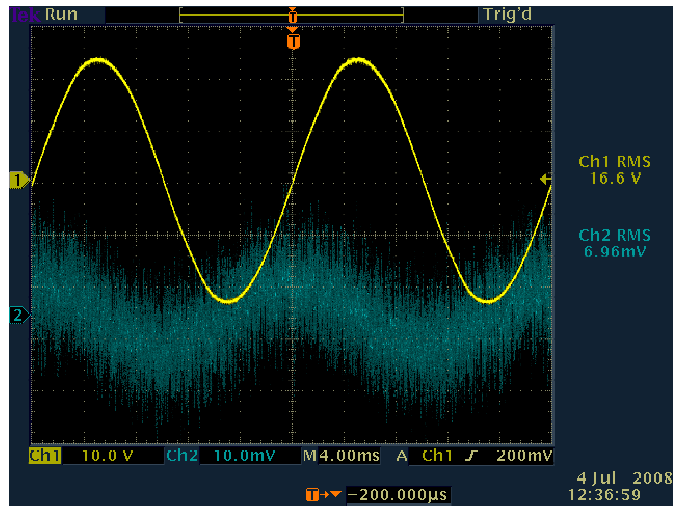 Tek Run Trig'd
T
T
1
Ch1 RMS
16.6 V
Ch2 RMS
6.96mV
2
Ch1 10.0 V Ch2 10.0mV M 4.00ms A Ch1 200mV
4 Jul 2008
T -200.000µs 12:36:59